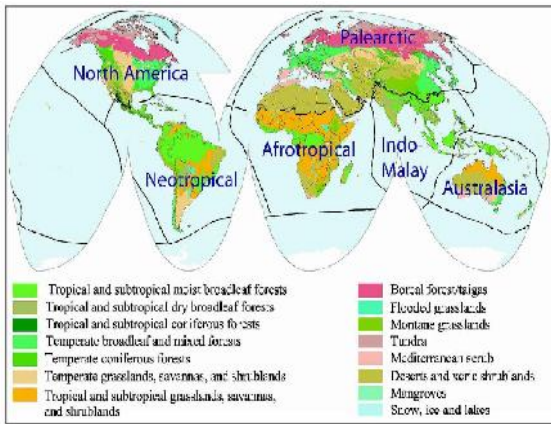 Palearctic
North America
Afrotropical
Indo
Malay
Neotropical
Australasia
Tropical and subtropical moist broadleaf forests
Tropical and subtropical dry broadleaf forests
Tropical and subtropical coniferous forests
Temperate broadleaf and mixed forests
Temperate coniferous forests
Temperate grasslands, savannas, and shrublands
Tropical and subtropical grasslands, savannas,
and shrublands
Boreal forest/taigas
Flooded grasslands
Montane grasslands
Tundra
Mediterranean scrub
Deserts and xeric shrublands
Mangroves
Snow, ice and lakes